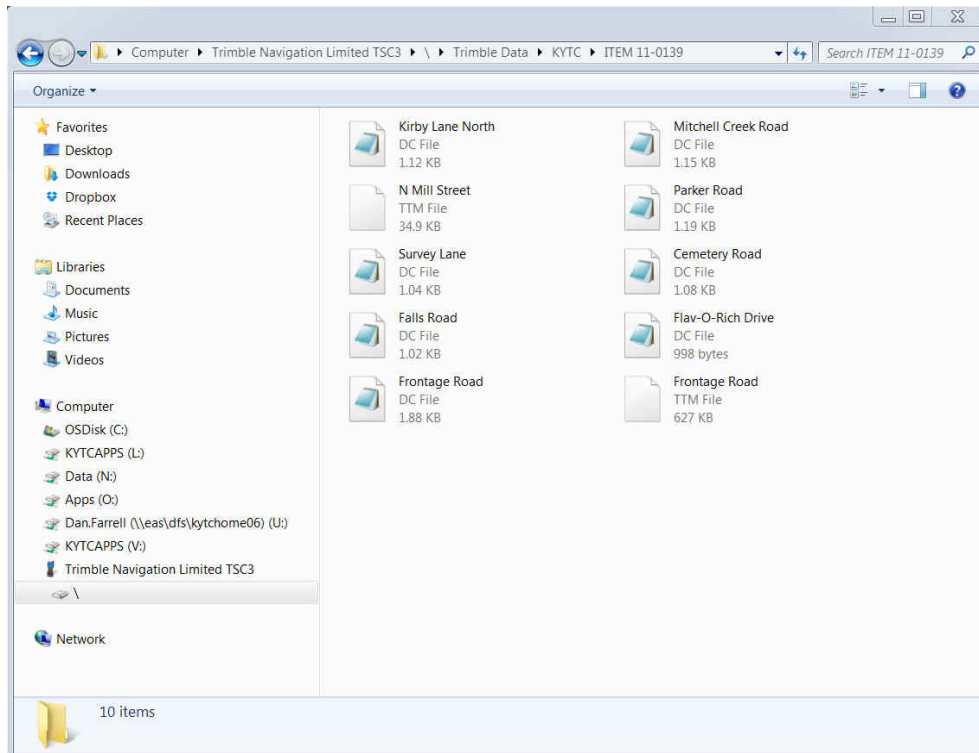 Computer ▸ Trimble Navigation Limited TSC3 ▸ \ ▸ Trimble Data ▸ KYTC ▸ ITEM 11-0139
Search ITEM 11-0139
Organize
Favorites
Desktop
Downloads
Dropbox
Recent Places
Libraries
Documents
Music
Pictures
Videos
Computer
OSDisk (C:)
KYTCAPPS (L:)
Data (N:)
Apps (O:)
Dan.Farrell (\\eas\dfs\kytchome06) (U:)
KYTCAPPS (V:)
Trimble Navigation Limited TSC3
\
Network
Kirby Lane North
DC File
1.12 KB
Mitchell Creek Road
DC File
1.15 KB
N Mill Street
TTM File
34.9 KB
Parker Road
DC File
1.19 KB
Survey Lane
DC File
1.04 KB
Cemetery Road
DC File
1.08 KB
Falls Road
DC File
1.02 KB
Flav-O-Rich Drive
DC File
998 bytes
Frontage Road
DC File
1.88 KB
Frontage Road
TTM File
627 KB
10 items